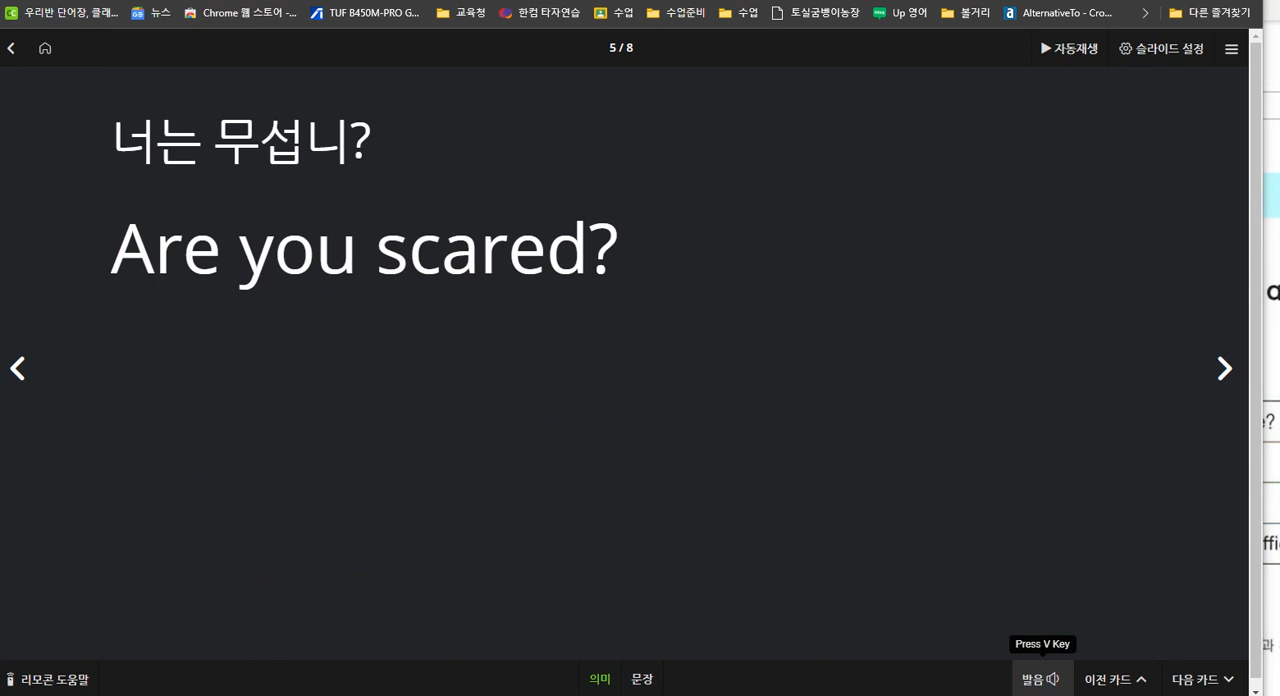 우리반 단어장, 클래... 뉴스 Chrome 웹 스토어 -... TUF B450M-PRO G... 교육청 한컴 타자연습 수업 수업준비 수업 토실굼벵이농장 Up 영어 볼거리 AlternativeTo - Cro... 다른 즐겨찾기
5 / 8 자동재생 슬라이드 설정
너는 무섭니?
Are you scared?
e?
ffi
Press V Key
과
리모콘 도움말 의미 문장 발음 이전 카드 다음 카드